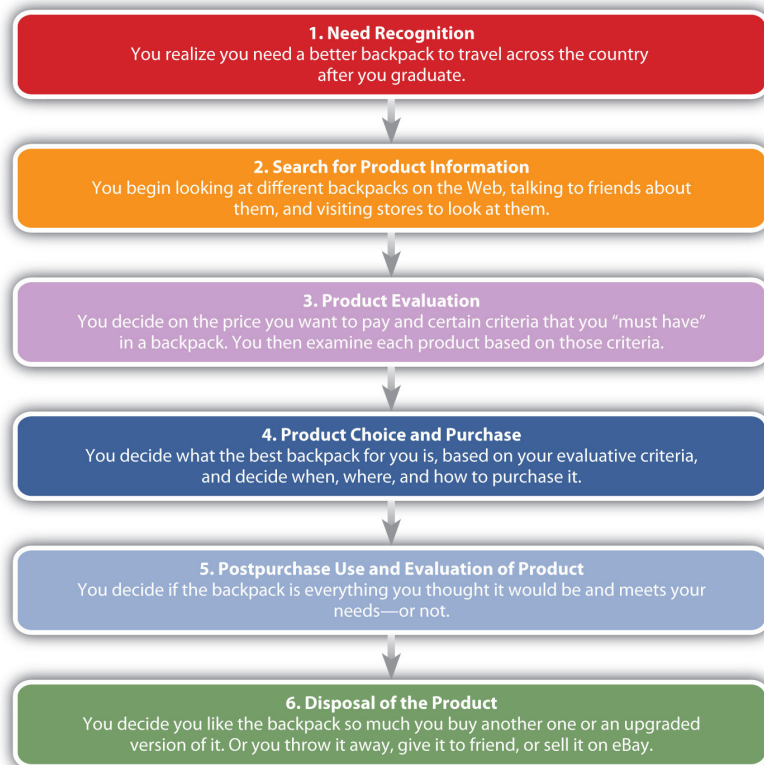 1. Need Recognition
You realize you need a better backpack to travel across the country
after you graduate.
2. Search for Product Information
You begin looking at different backpacks on the Web, talking to friends about
them, and visiting stores to look at them.
3. Product Evaluation
You decide on the price you want to pay and certain criteria that you “must have”
in a backpack. You then examine each product based on those criteria.
4. Product Choice and Purchase
You decide what the best backpack for you is, based on your evaluative criteria,
and decide when, where, and how to purchase it.
5. Postpurchase Use and Evaluation of Product
You decide if the backpack is everything you thought it would be and meets your
needs—or not.
6. Disposal of the Product
You decide you like the backpack so much you buy another one or an upgraded
version of it. Or you throw it away, give it to friend, or sell it on eBay.